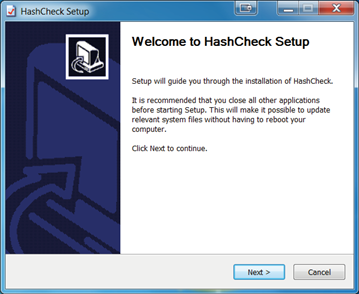 HashCheck Setup
Welcome to HashCheck Setup
Setup will guide you through the installation of HashCheck.
It is recommended that you close all other applications
before starting Setup. This will make it possible to update
relevant system files without having to reboot your
computer.
Click Next to continue.
Next >
Cancel